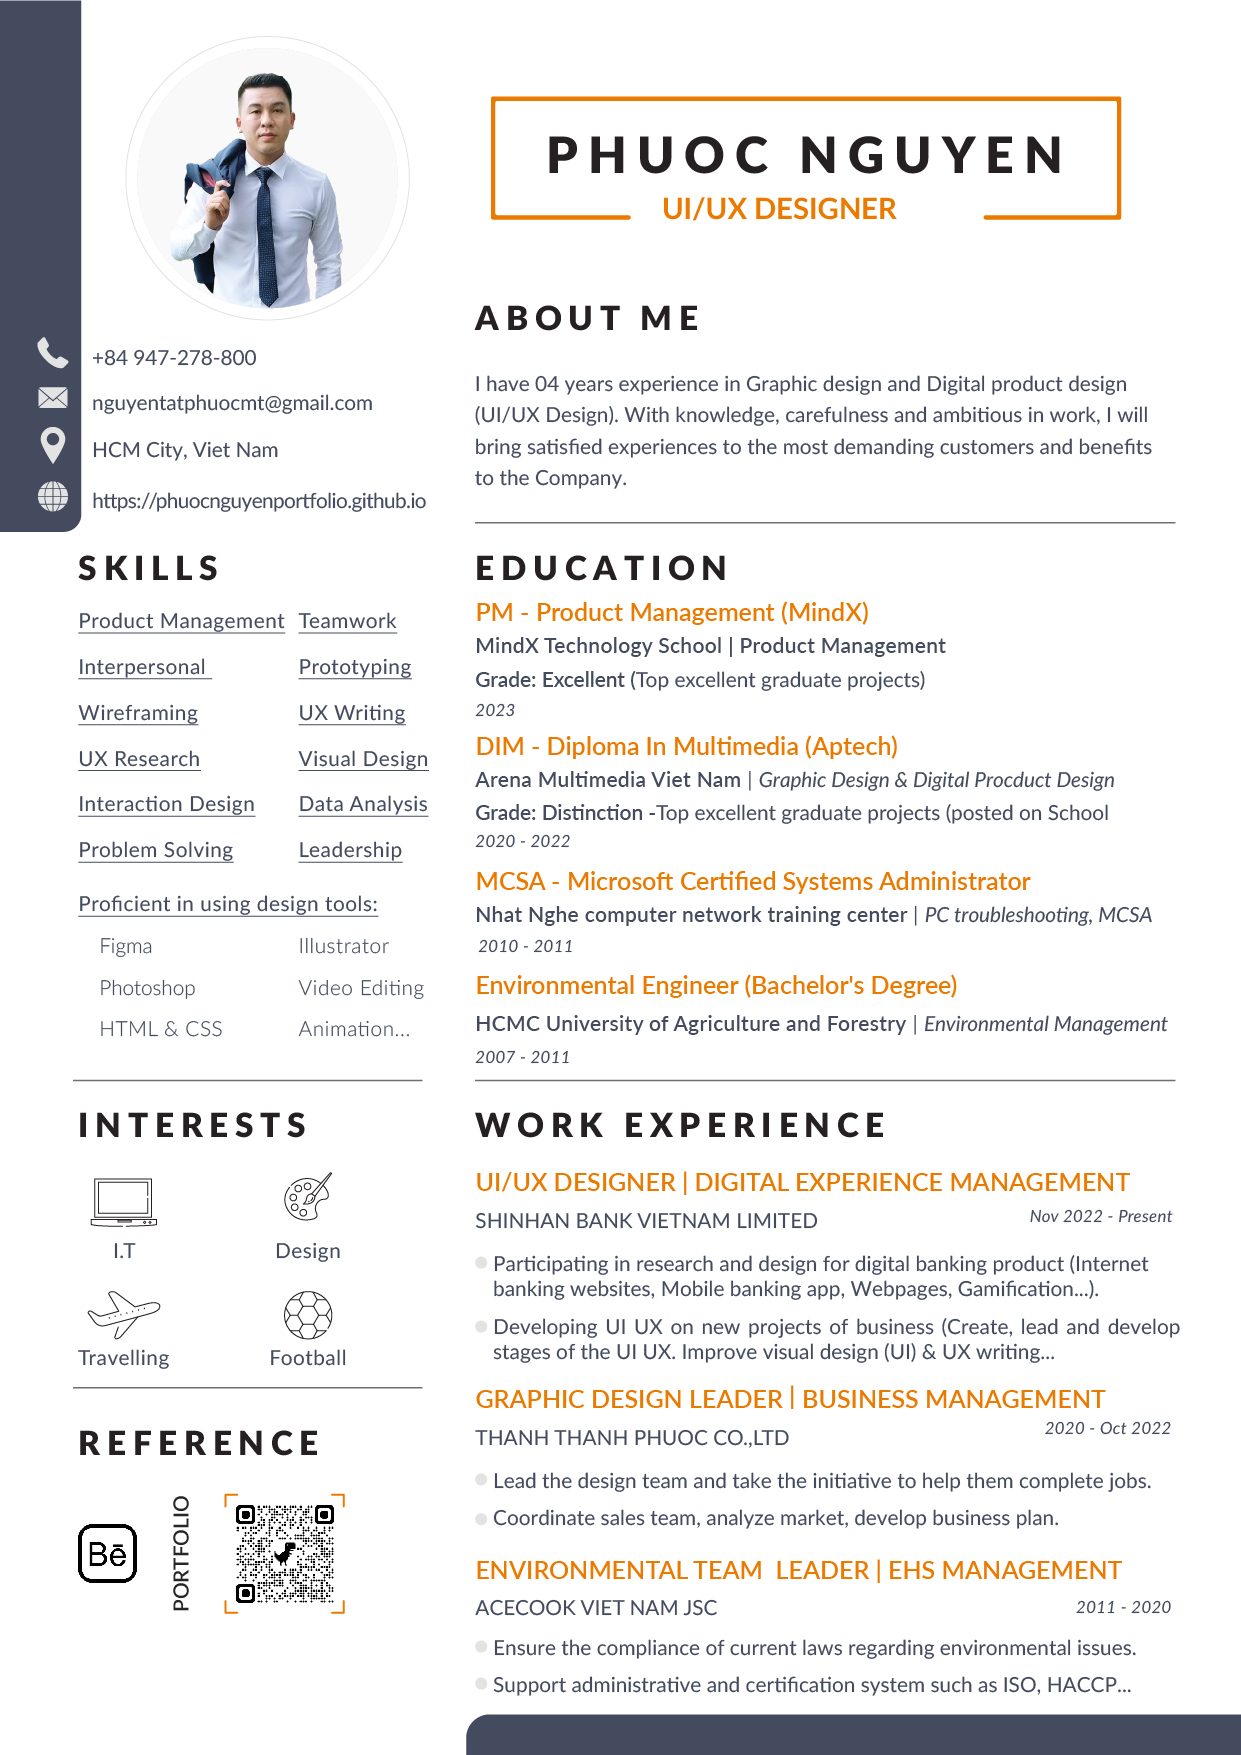 PHUOC NGUYEN
UI/UX DESIGNER
+84 947-278-800
nguyentatphuocmt@gmail.com
HCM City, Viet Nam
https://phuocnguyenportfolio.github.io
SKILLS
Product Management Teamwork
Interpersonal Prototyping
Wireframing UX Writing
UX Research Visual Design
Interaction Design Data Analysis
Problem Solving Leadership
Proficient in using design tools:
Figma Illustrator
Photoshop Video Editing
HTML & CSS Animation...
INTERESTS
I.T Design
Travelling Football
REFERENCE
Bē
PORTFOLIO
ABOUT ME
I have 04 years experience in Graphic design and Digital product design
(UI/UX Design). With knowledge, carefulness and ambitious in work, I will
bring satisfied experiences to the most demanding customers and benefits
to the Company.
EDUCATION
PM - Product Management (MindX)
MindX Technology School | Product Management
Grade: Excellent (Top excellent graduate projects)
2023
DIM - Diploma In Multimedia (Aptech)
Arena Multimedia Viet Nam | Graphic Design & Digital Procduct Design
Grade: Distinction -Top excellent graduate projects (posted on School
2020 - 2022
MCSA - Microsoft Certified Systems Administrator
Nhat Nghe computer network training center | PC troubleshooting, MCSA
2010 - 2011
Environmental Engineer (Bachelor's Degree)
HCMC University of Agriculture and Forestry | Environmental Management
2007 - 2011
WORK EXPERIENCE
UI/UX DESIGNER | DIGITAL EXPERIENCE MANAGEMENT
SHINHAN BANK VIETNAM LIMITED Nov 2022 - Present
Participating in research and design for digital banking product (Internet
banking websites, Mobile banking app, Webpages, Gamification...).
Developing UI UX on new projects of business (Create, lead and develop
stages of the UI UX. Improve visual design (UI) & UX writing...
GRAPHIC DESIGN LEADER | BUSINESS MANAGEMENT
THANH THANH PHUOC CO.,LTD 2020 - Oct 2022
Lead the design team and take the initiative to help them complete jobs.
Coordinate sales team, analyze market, develop business plan.
ENVIRONMENTAL TEAM LEADER | EHS MANAGEMENT
ACECOOK VIET NAM JSC 2011 - 2020
Ensure the compliance of current laws regarding environmental issues.
Support administrative and certification system such as ISO, HACCP...